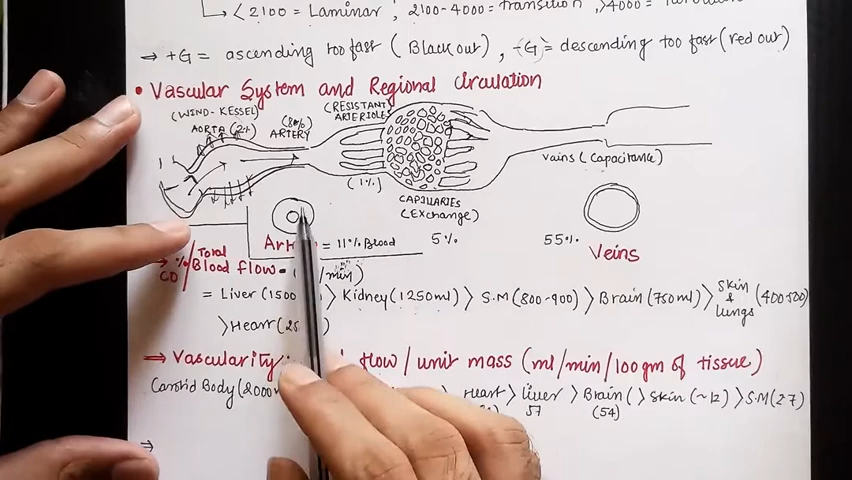 < 2100 = Laminar ; 2100-4000 = transition , >4000 =
⇒ +G = ascending too fast ( Black out ) , -G = descending too fast ( red out )
• Vascular System and Regional Circulation
(WIND-KESSEL)
AORTA (2%)
(8%)
ARTERY
(RESISTANT
ARTERIOLES
(1%)
CAPILLARIES
(Exchange)
5%
vains (capacitance)
55%
Veins
= 11% Blood
→ % Total
CO / Blood flow = /min)
= Liver (1500 > Kidney (1250ml) > S.M (800-900) > Brain (750ml) > Skin & lungs (400-500)
> Heart (
⇒ Vascularity flow / unit mass (ml/min/100gm of tissue)
Carotid Body (2000 Heart > liver > Brain ( > Skin (~12) > S.M (2-7)
57 (54)
⇒